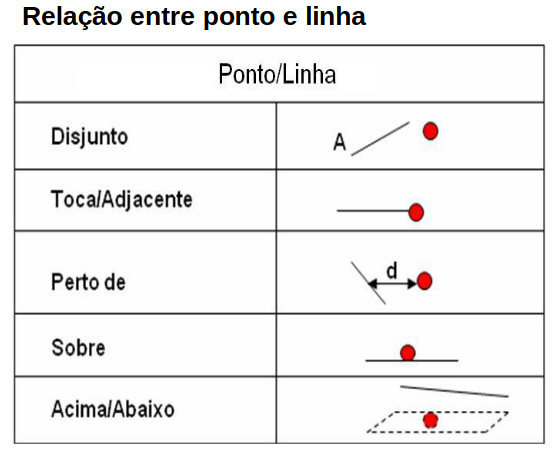 Relação entre ponto e linha
Ponto/Linha
Disjunto
A
Toca/Adjacente
Perto de
d
Sobre
Acima/Abaixo